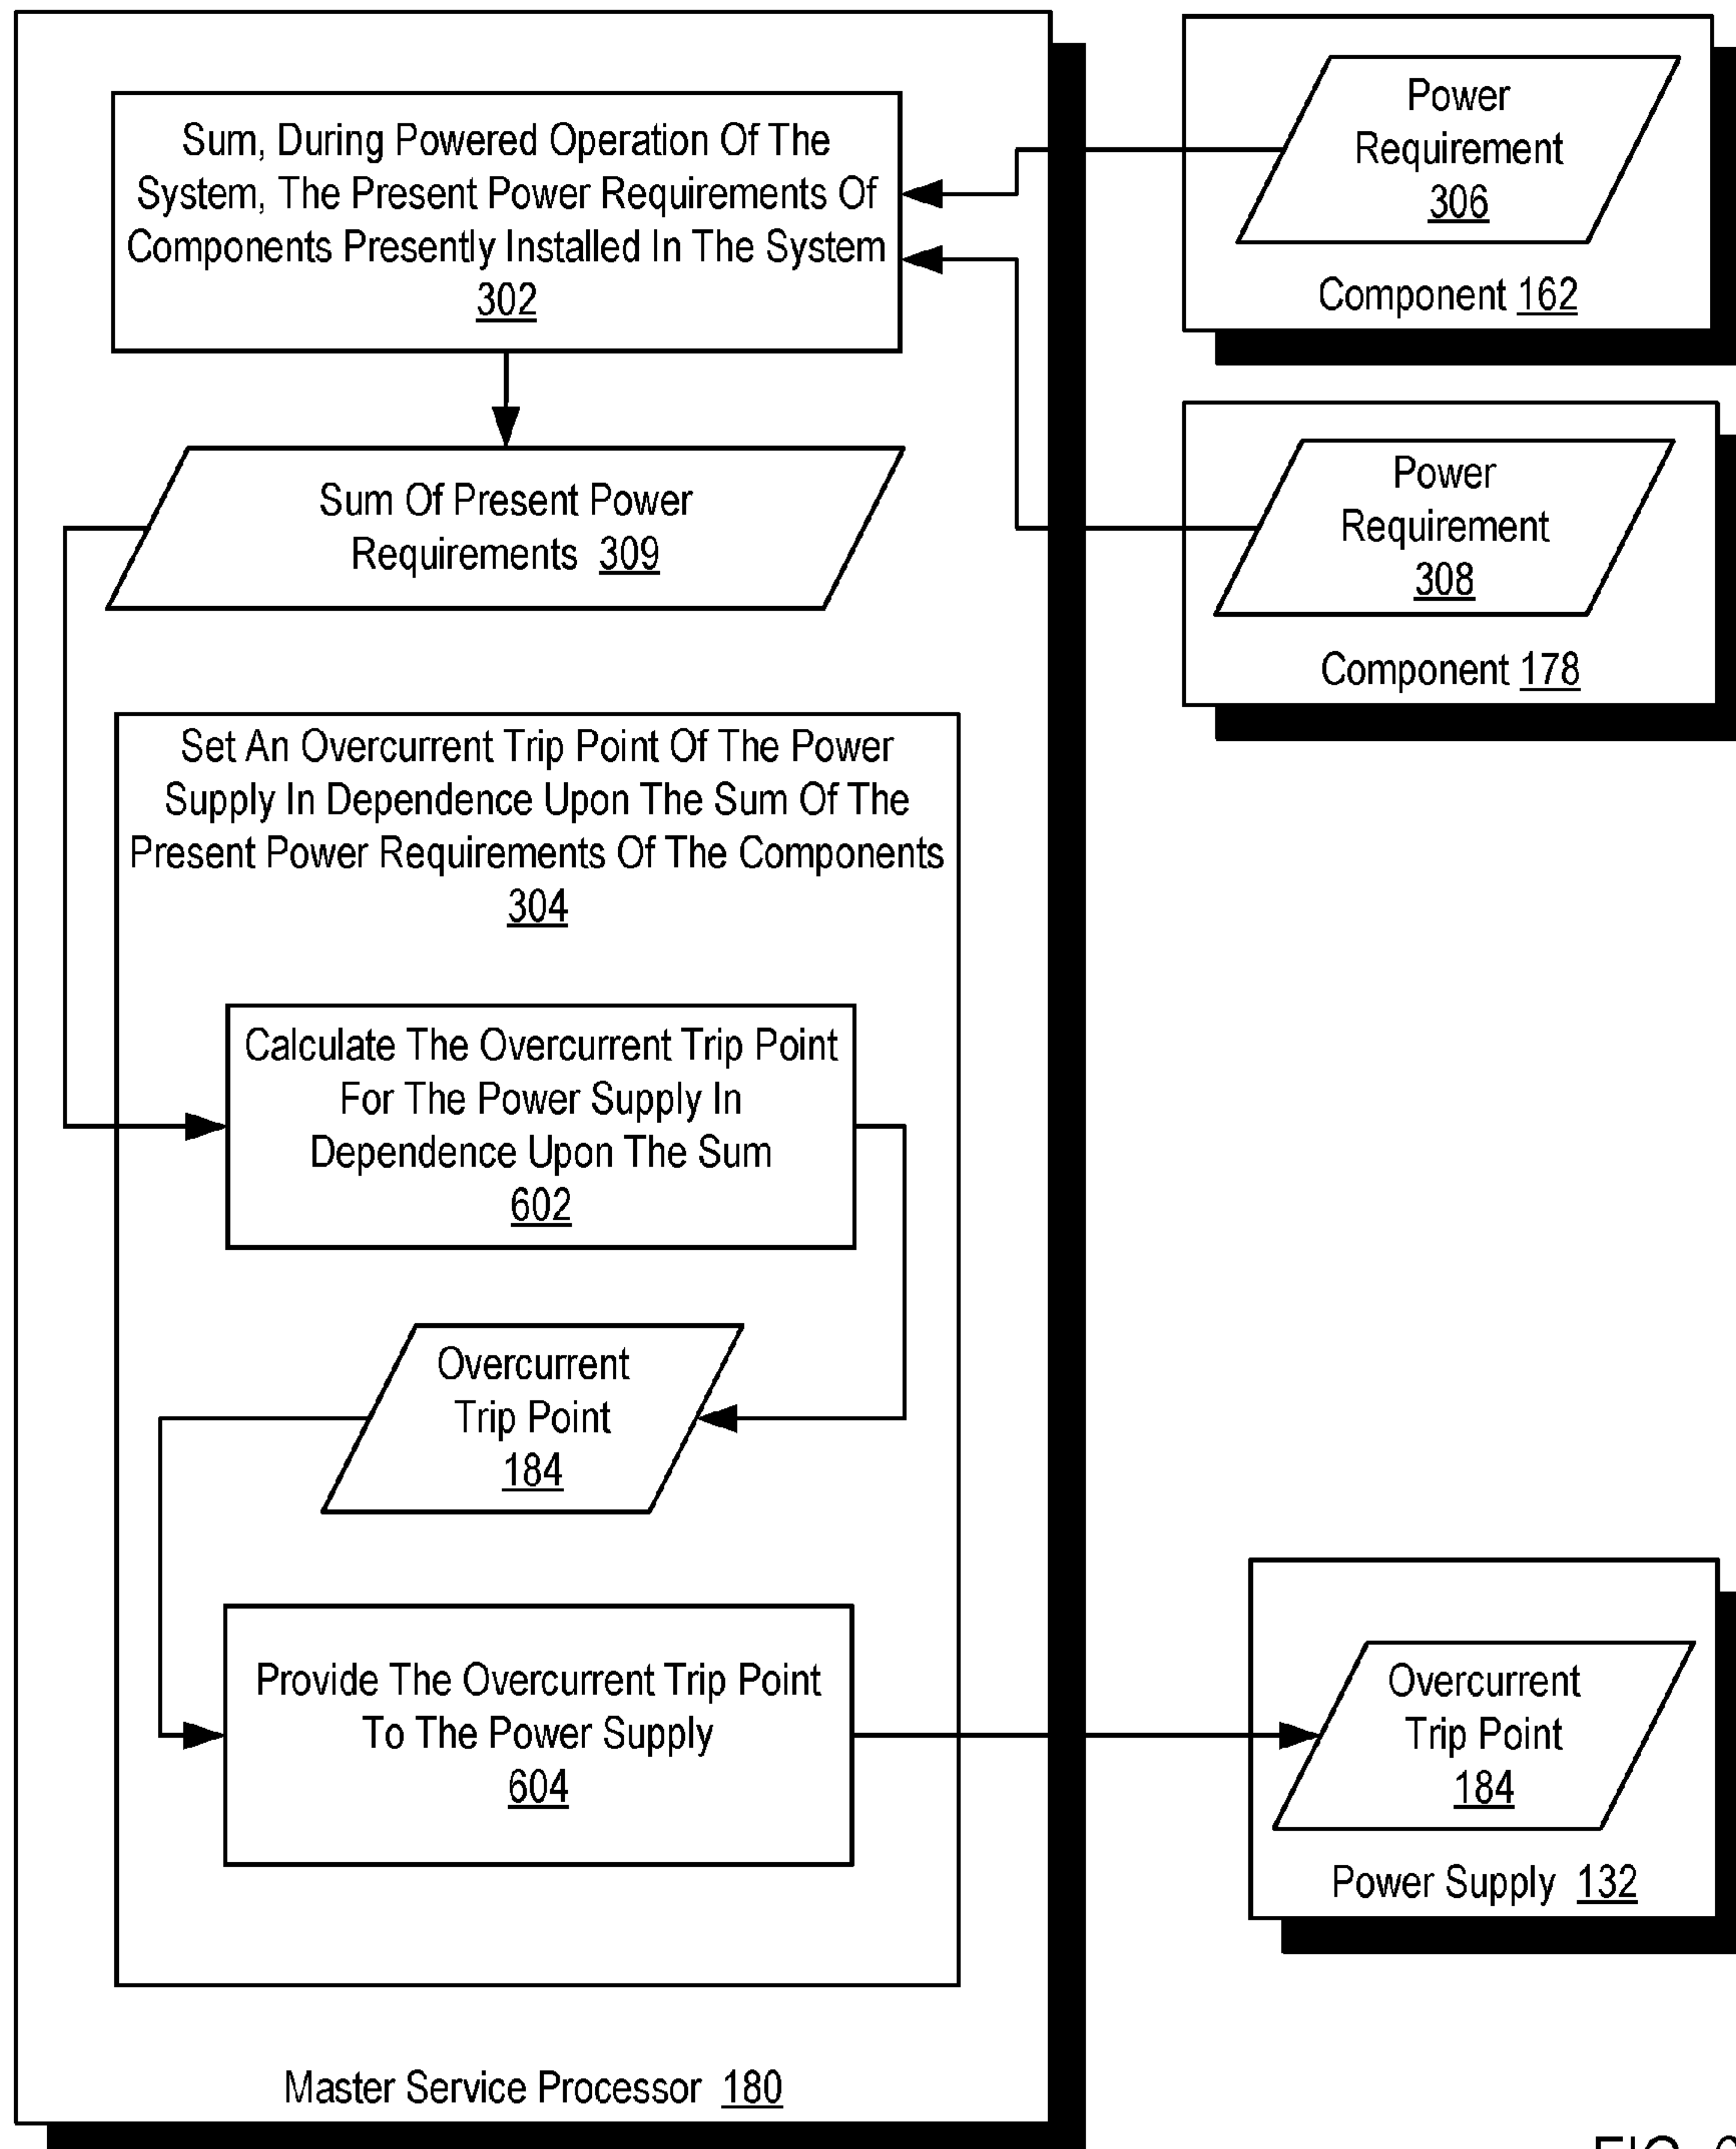 Sum, During Powered Operation Of The
System, The Present Power Requirements Of
Components Presently Installed In The System
302
Power
Requirement
306
Component 162
Sum Of Present Power
Requirements 309
Power
Requirement
308
Component 178
Set An Overcurrent Trip Point Of The Power
Supply In Dependence Upon The Sum Of The
Present Power Requirements Of The Components
304
Calculate The Overcurrent Trip Point
For The Power Supply In
Dependence Upon The Sum
602
Overcurrent
Trip Point
184
Provide The Overcurrent Trip Point
To The Power Supply
604
Overcurrent
Trip Point
184
Power Supply 132
Master Service Processor 180
FIG.